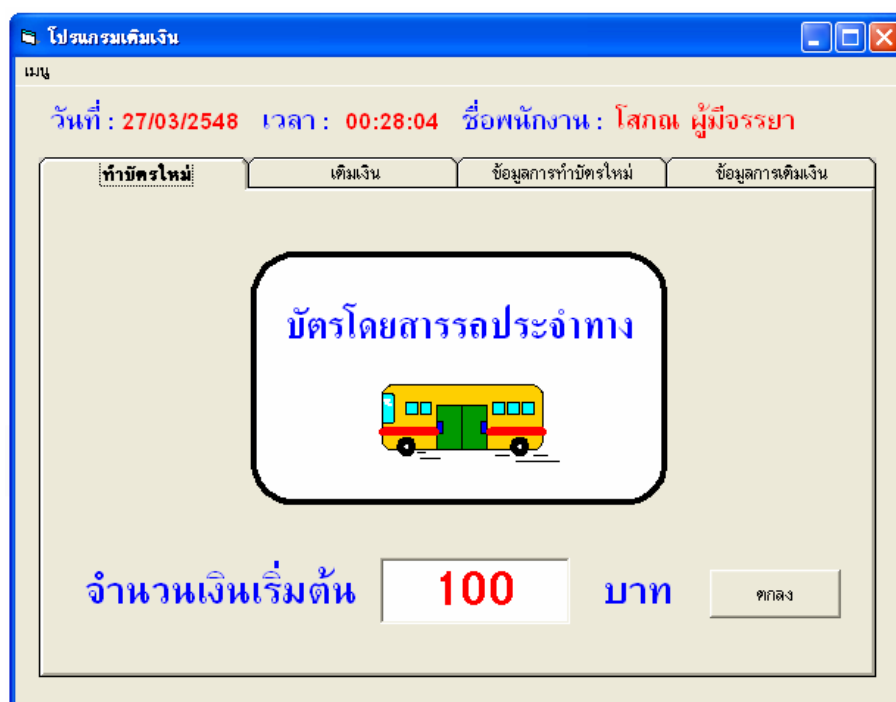 โปรแกรมเติมเงิน
เมนู
วันที่ : 27/03/2548 เวลา : 00:28:04 ชื่อพนักงาน : โสภณ ผู้มีจรรยา
ทำบัตรใหม่ เติมเงิน ข้อมูลการทำบัตรใหม่ ข้อมูลการเติมเงิน
บัตรโดยสารรถประจำทาง
จำนวนเงินเริ่มต้น 100 บาท ตกลง